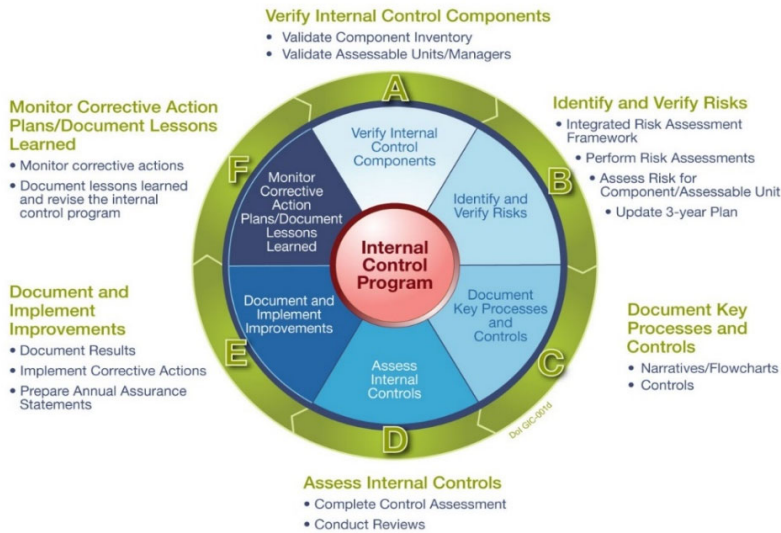 Verify Internal Control Components
• Validate Component Inventory
• Validate Assessable Units/Managers
Identify and Verify Risks
• Integrated Risk Assessment
Framework
• Perform Risk Assessments
• Assess Risk for
Component/Assessable Unit
• Update 3-year Plan
Document Key
Processes and
Controls
• Narratives/Flowcharts
• Controls
Assess Internal Controls
• Complete Control Assessment
• Conduct Reviews
Document and
Implement
Improvements
• Document Results
• Implement Corrective Actions
• Prepare Annual Assurance
Statements
Monitor Corrective Action
Plans/Document Lessons
Learned
• Monitor corrective actions
• Document lessons learned
and revise the internal
control program
A
B
C
D
E
F
Verify Internal
Control
Components
Identify and
Verify Risks
Document
Key Processes
and
Controls
Assess
Internal
Controls
Document and
Implement
Improvements
Monitor
Corrective
Action
Plans/Document
Lessons
Learned
Internal
Control
Program
DoI GIC-001d